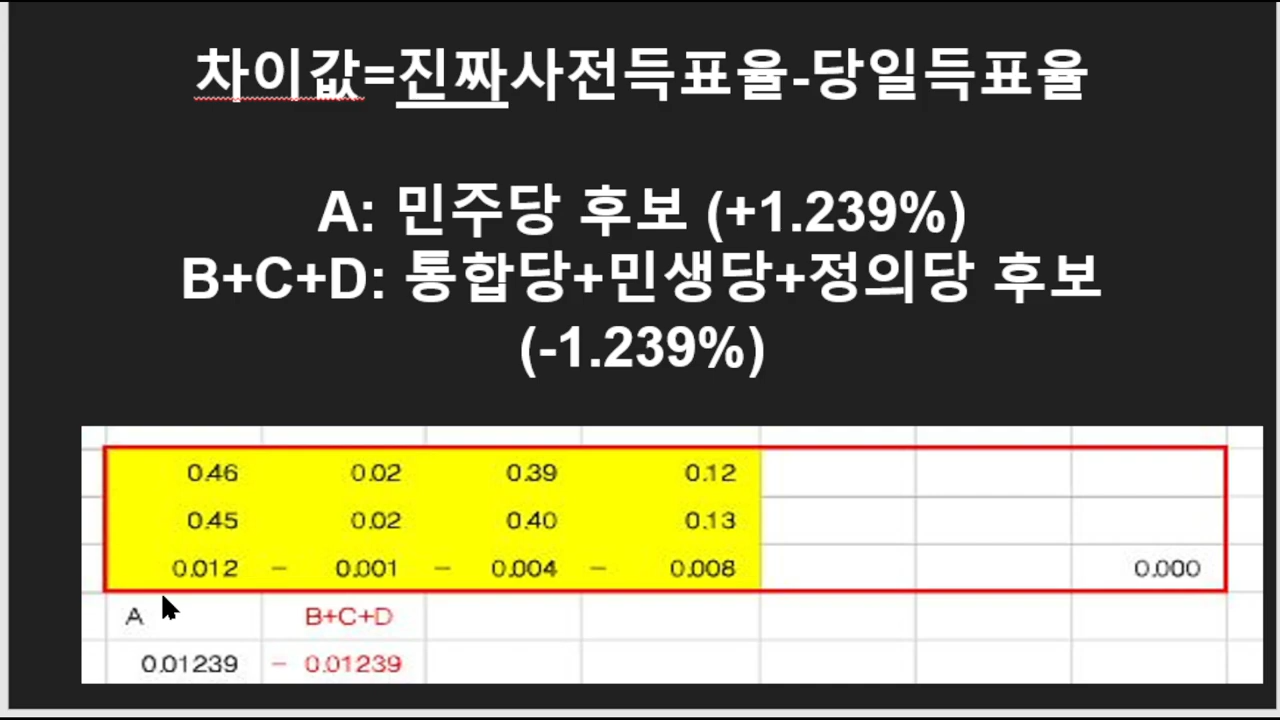 차이값=진짜사전득표율-당일득표율
A: 민주당 후보 (+1.239%)
B+C+D: 통합당+민생당+정의당 후보
(-1.239%)
0.46 0.02 0.39 0.12
0.45 0.02 0.40 0.13
0.012 - 0.001 - 0.004 - 0.008 0.000
A B+C+D
0.01239 - 0.01239